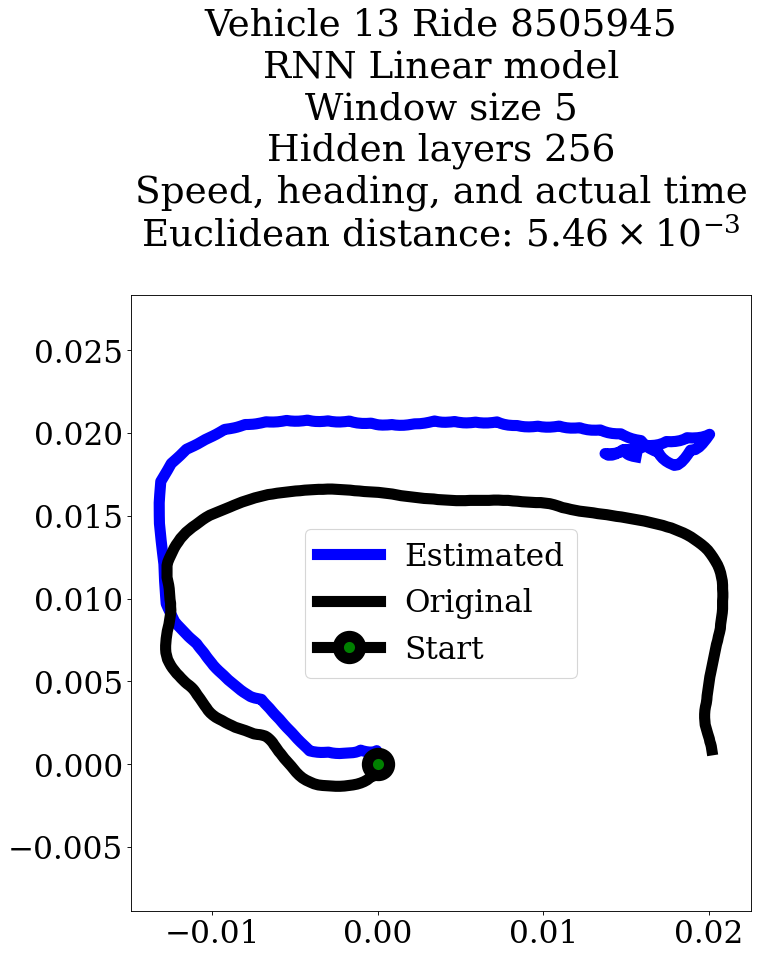 Vehicle 13 Ride 8505945
RNN Linear model
Window size 5
Hidden layers 256
Speed, heading, and actual time
Euclidean distance: 5.46 × 10⁻³
0.025
0.020
0.015
0.010
0.005
0.000
−0.005
Estimated
Original
Start
−0.01 0.00 0.01 0.02